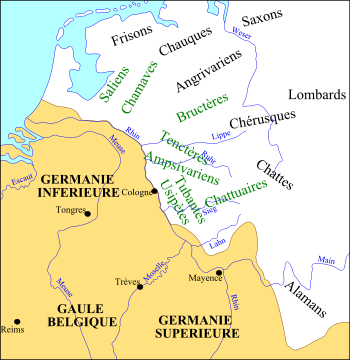 Saxons
Frisons
Weser
Chauques
Angrivariens
Saliens
Chamaves
Lombards
Bructères
Chérusques
Rhin
Lippe
Meuse
Tenctères
Ruhr
Ampsivariens
Chattes
Escaut
GERMANIE
INFERIEURE
Cologne
Tubantes
Usipètes
Chattuaires
Sieg
Tongres
Lahn
Main
Moselle
Trèves
Mayence
Meuse
Alamans
Rhin
GAULE
BELGIQUE
GERMANIE
SUPERIEURE
Reims